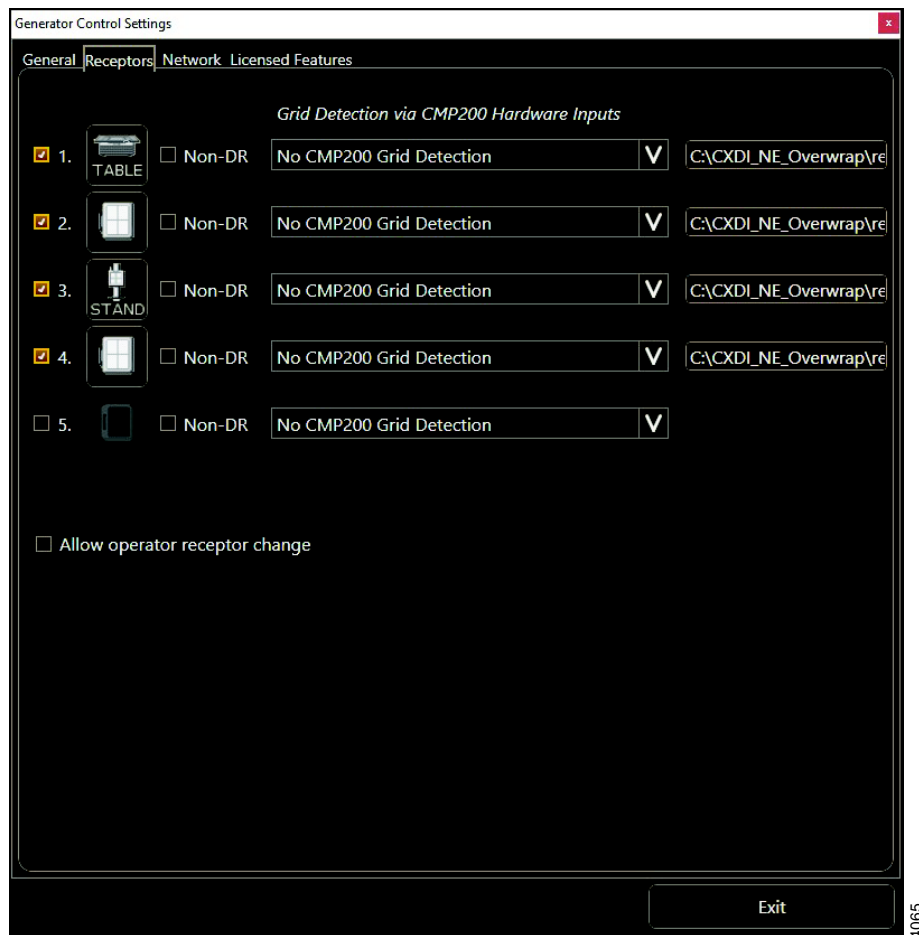 Generator Control Settings
x
General Receptors Network Licensed Features
Grid Detection via CMP200 Hardware Inputs
1. TABLE Non-DR No CMP200 Grid Detection V C:\CXDI_NE_Overwrap\re
2. Non-DR No CMP200 Grid Detection V C:\CXDI_NE_Overwrap\re
3. STAND Non-DR No CMP200 Grid Detection V C:\CXDI_NE_Overwrap\re
4. Non-DR No CMP200 Grid Detection V C:\CXDI_NE_Overwrap\re
5. Non-DR No CMP200 Grid Detection V
Allow operator receptor change
Exit